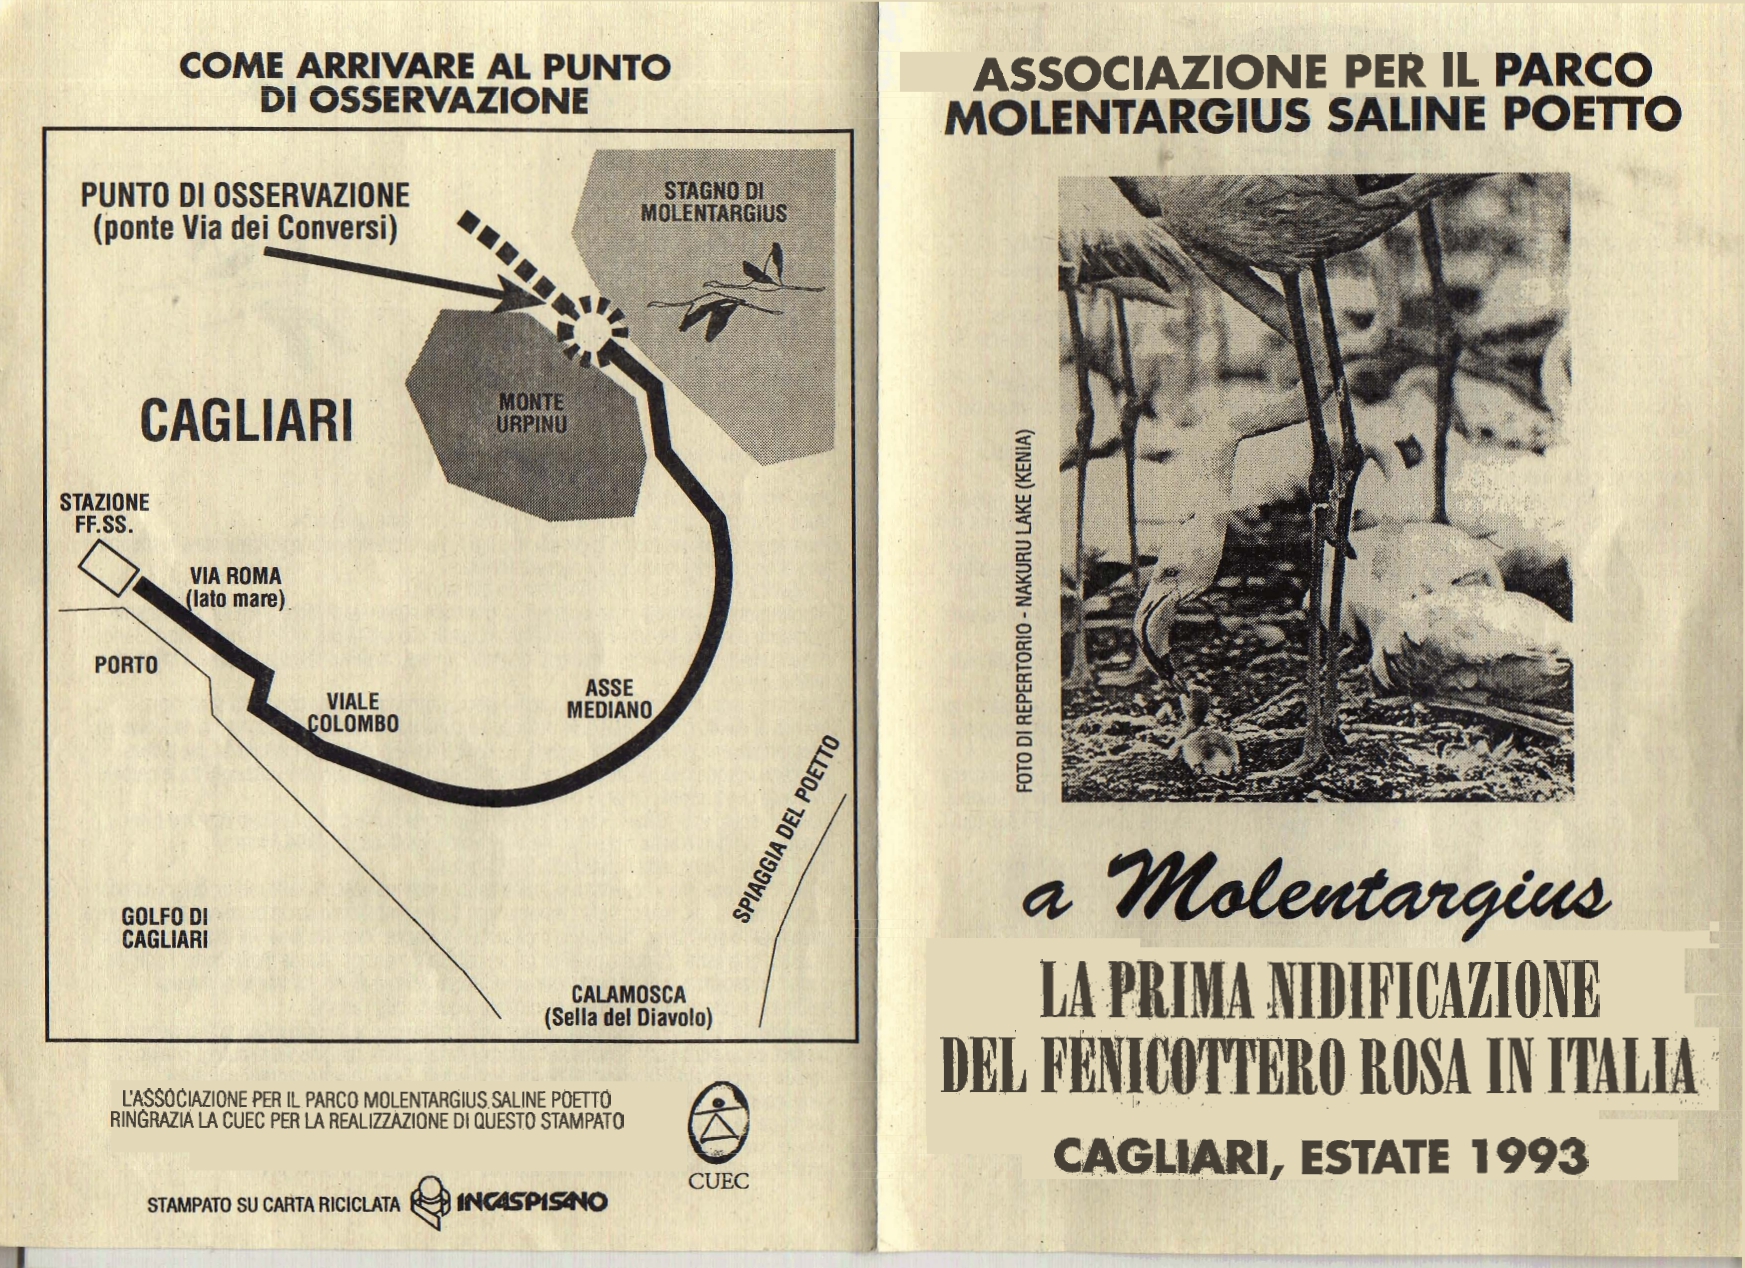 COME ARRIVARE AL PUNTO
DI OSSERVAZIONE
PUNTO DI OSSERVAZIONE
(ponte Via dei Conversi)
STAGNO DI
MOLENTARGIUS
MONTE
URPINU
CAGLIARI
STAZIONE
FF.SS.
VIA ROMA
(lato mare)
PORTO
VIALE
COLOMBO
ASSE
MEDIANO
SPIAGGIA DEL POETTO
GOLFO DI
CAGLIARI
CALAMOSCA
(Sella del Diavolo)
L'ASSOCIAZIONE PER IL PARCO MOLENTARGIUS SALINE POETTO
RINGRAZIA LA CUEC PER LA REALIZZAZIONE DI QUESTO STAMPATO
CUEC
STAMPATO SU CARTA RICICLATA INCASPISANO
ASSOCIAZIONE PER IL PARCO
MOLENTARGIUS SALINE POETTO
FOTO DI REPERTORIO - NAKURU LAKE (KENIA)
a Molentargius
LA PRIMA NIDIFICAZIONE
DEL FENICOTTERO ROSA IN ITALIA
CAGLIARI, ESTATE 1993